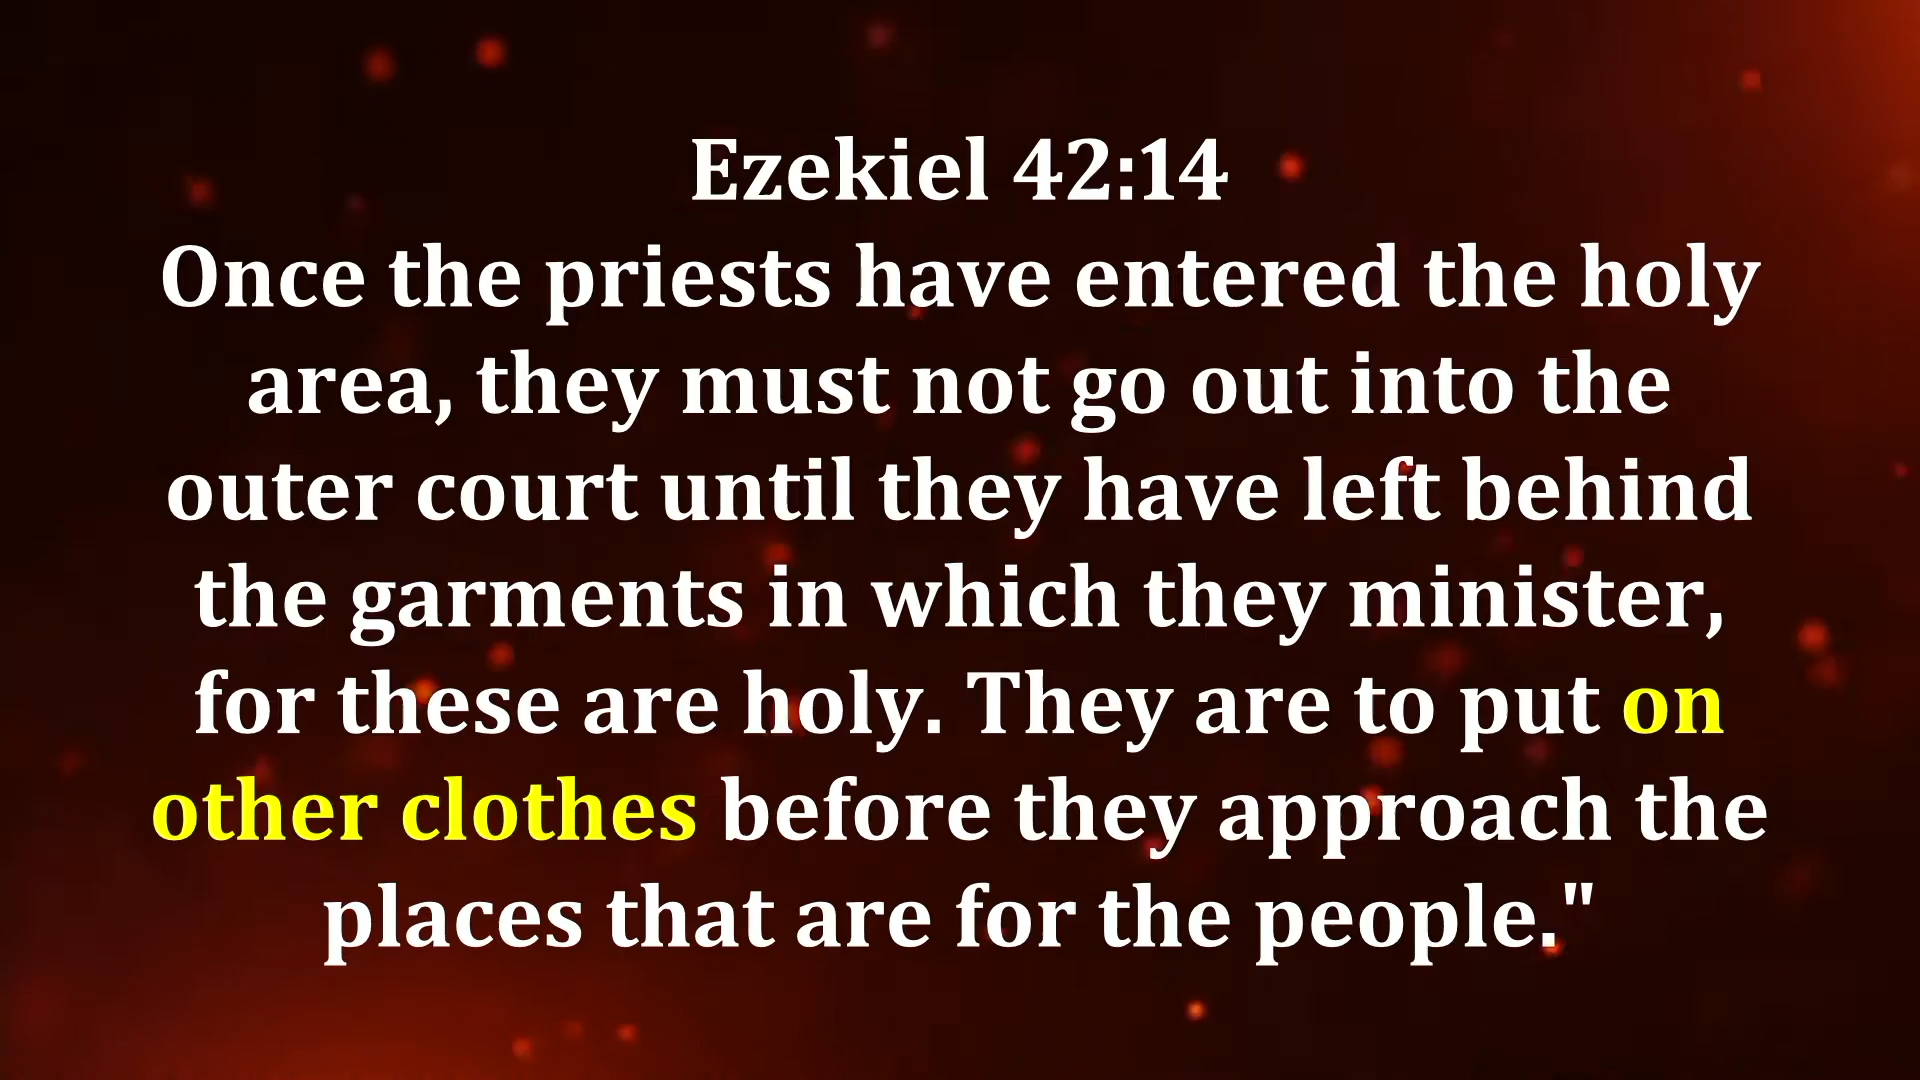 Ezekiel 42:14
Once the priests have entered the holy
area, they must not go out into the
outer court until they have left behind
the garments in which they minister,
for these are holy. They are to put on
other clothes before they approach the
places that are for the people."